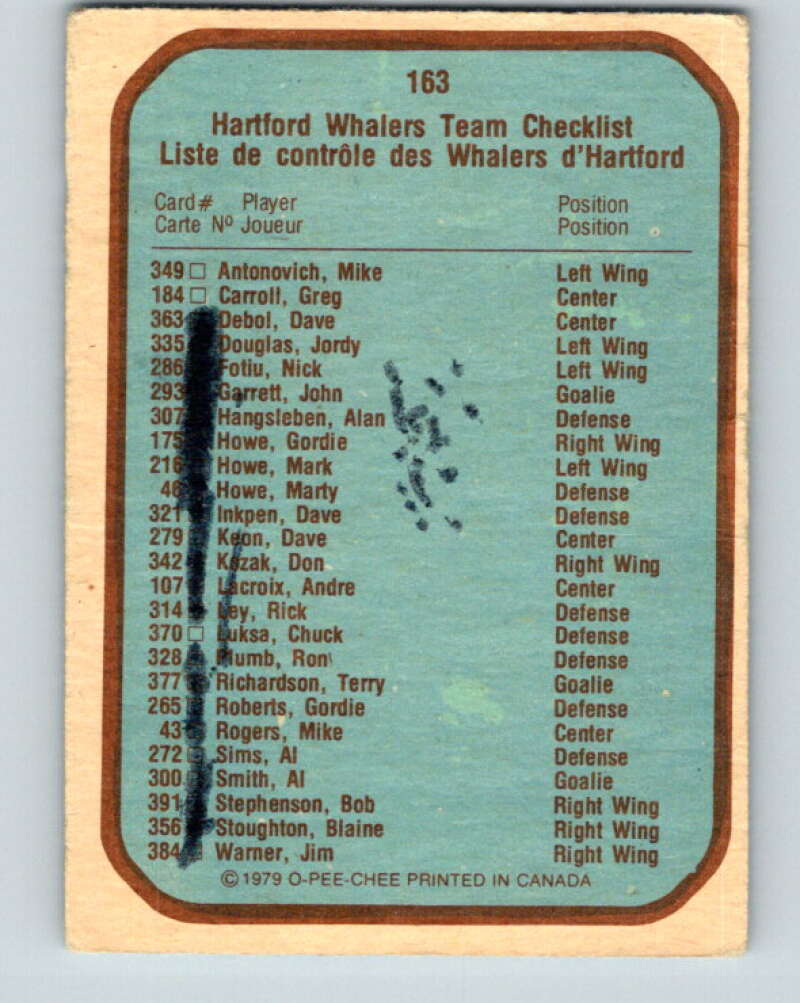 163
Hartford Whalers Team Checklist
Liste de contrôle des Whalers d'Hartford
Card# Player Position
Carte Nº Joueur Position
349 □ Antonovich, Mike Left Wing
184 □ Carroll, Greg Center
363 Debol, Dave Center
335 Douglas, Jordy Left Wing
286 Fotiu, Nick Left Wing
293 Garrett, John Goalie
307 Hangsleben, Alan Defense
175 Howe, Gordie Right Wing
216 Howe, Mark Left Wing
46 Howe, Marty Defense
321 Inkpen, Dave Defense
279 Keon, Dave Center
342 Kozak, Don Right Wing
107 Lacroix, Andre Center
314 Ley, Rick Defense
370 □ Luksa, Chuck Defense
328 Plumb, Ron Defense
377 Richardson, Terry Goalie
265 Roberts, Gordie Defense
43 Rogers, Mike Center
272 Sims, Al Defense
300 Smith, Al Goalie
391 Stephenson, Bob Right Wing
356 Stoughton, Blaine Right Wing
384 □ Warner, Jim Right Wing
© 1979 O-PEE-CHEE PRINTED IN CANADA